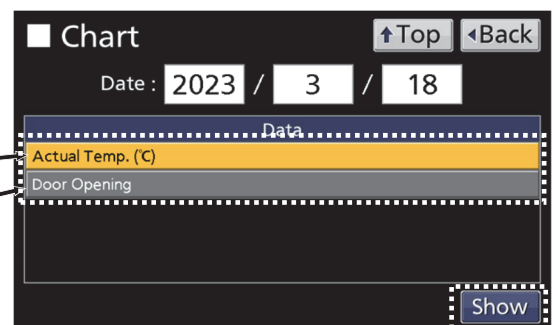 Chart
Top
Back
Date : 2023 / 3 / 18
Data
Actual Temp. (℃)
Door Opening
Show